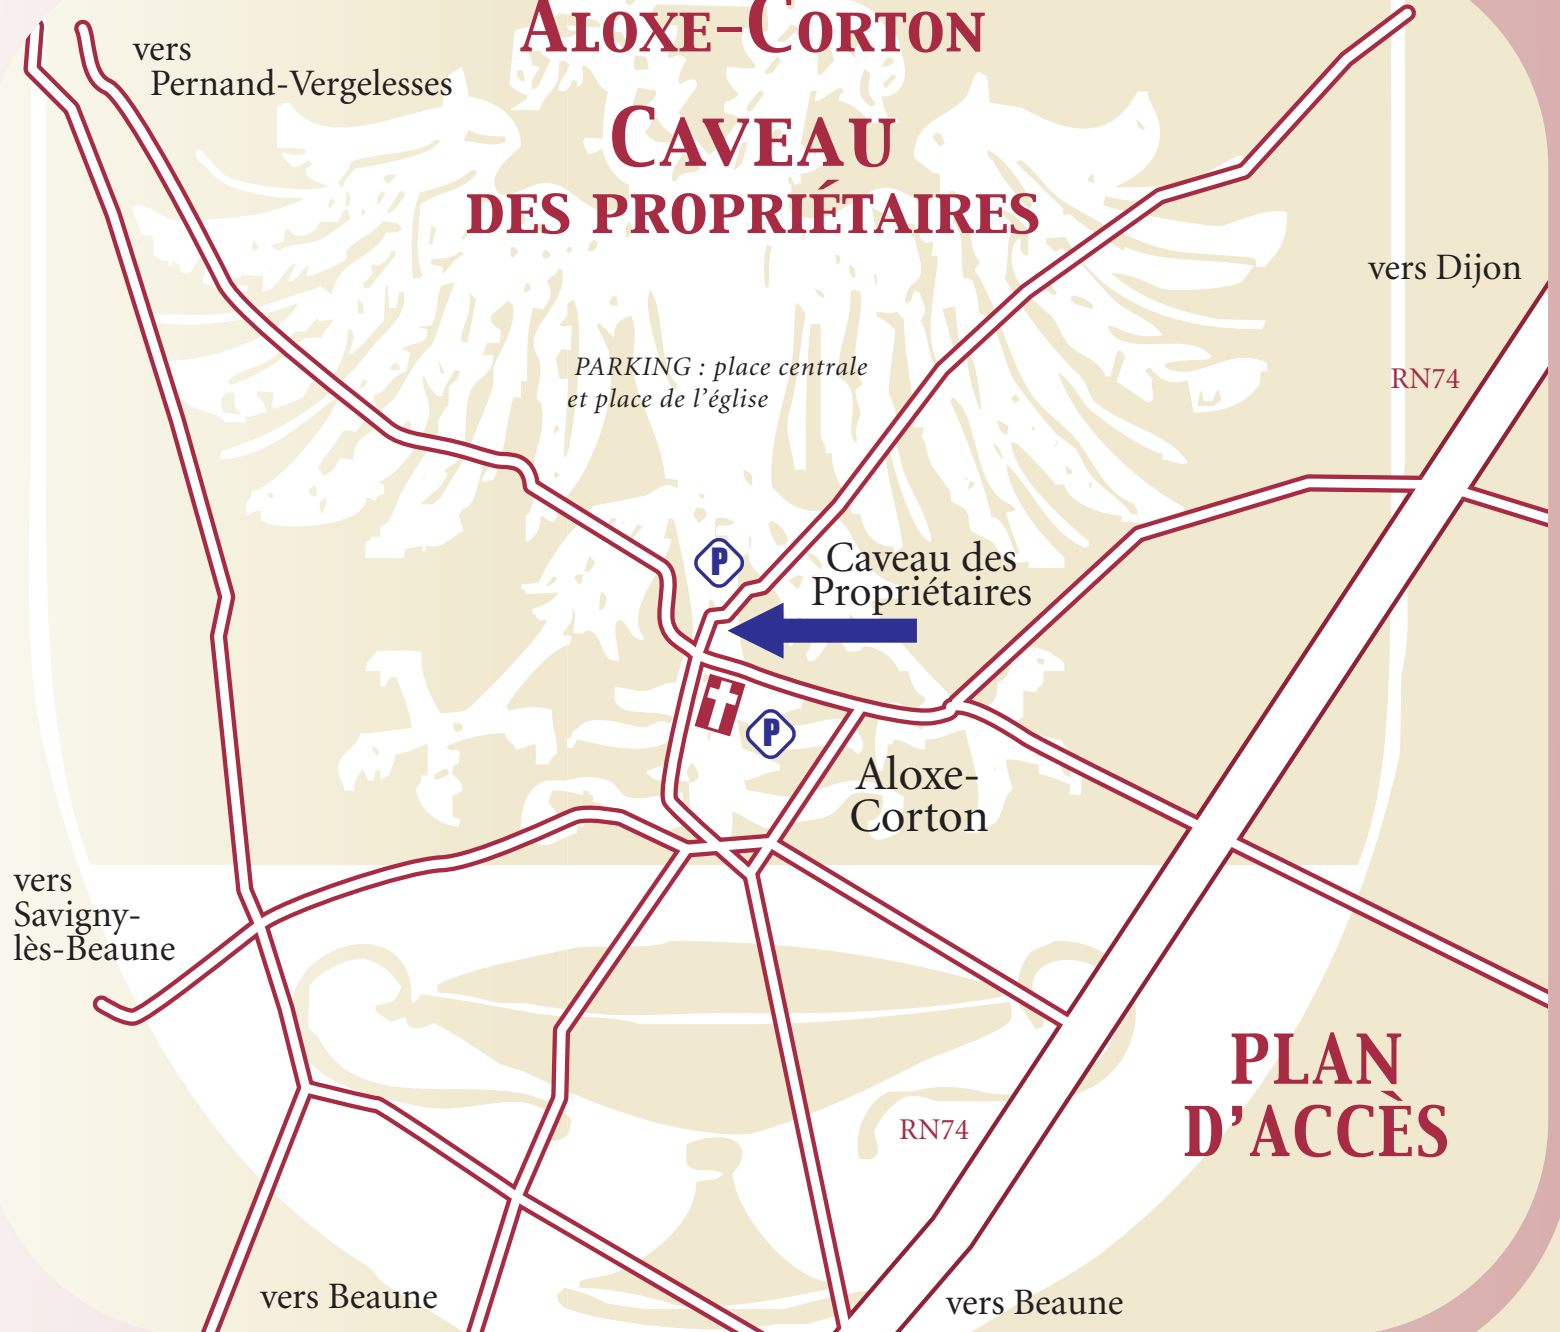 ALOXE-CORTON
vers
Pernand-Vergelesses
CAVEAU
DES PROPRIÉTAIRES
vers Dijon
PARKING : place centrale
et place de l'église
RN74
P
Caveau des
Propriétaires
P
Aloxe-
Corton
vers
Savigny-
lès-Beaune
PLAN
D'ACCÈS
RN74
vers Beaune
vers Beaune